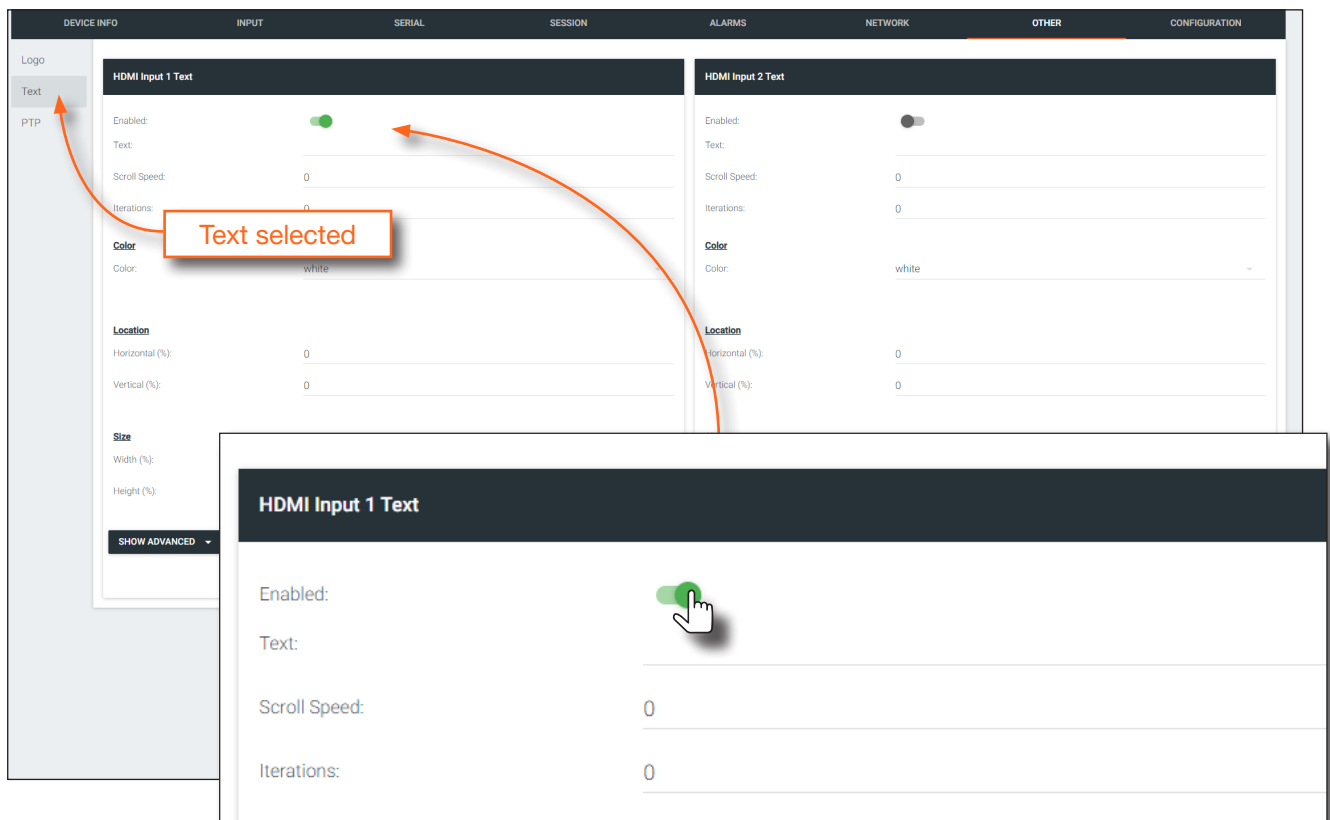 DEVICE INFO INPUT SERIAL SESSION ALARMS NETWORK OTHER CONFIGURATION
Logo
Text
PTP
HDMI Input 1 Text
Enabled:
Text:
Scroll Speed: 0
Iterations: 0
Text selected
Color
Color: white
Location
Horizontal (%): 0
Vertical (%): 0
Size
Width (%):
Height (%):
SHOW ADVANCED
HDMI Input 2 Text
Enabled:
Text:
Scroll Speed: 0
Iterations: 0
Color
Color: white
Location
Horizontal (%): 0
Vertical (%): 0
HDMI Input 1 Text
Enabled:
Text:
Scroll Speed: 0
Iterations: 0